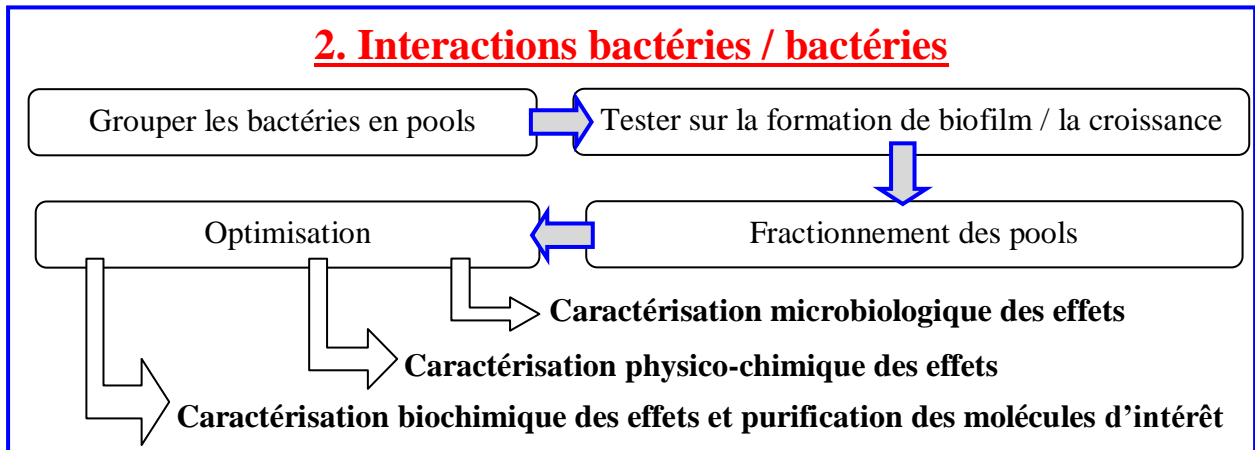 2. Interactions bactéries / bactéries
Grouper les bactéries en pools
Tester sur la formation de biofilm / la croissance
Fractionnement des pools
Optimisation
Caractérisation microbiologique des effets
Caractérisation physico-chimique des effets
Caractérisation biochimique des effets et purification des molécules d’intérêt